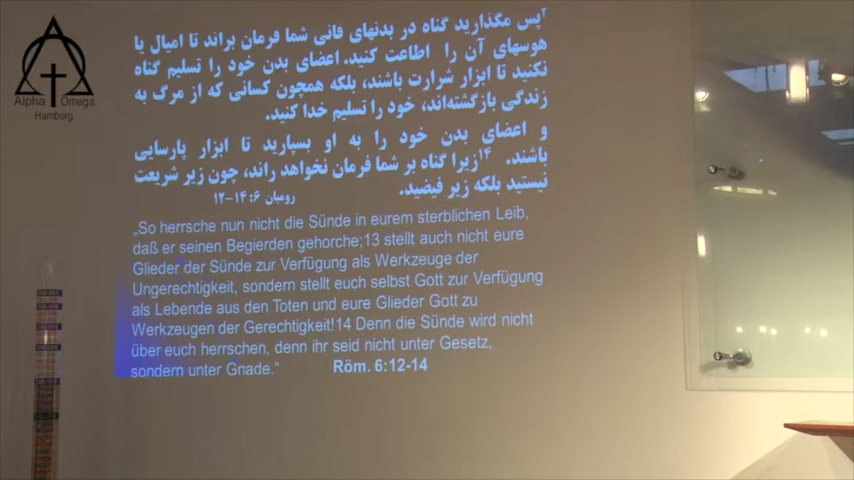 Alpha Omega
Hamburg
۲پس مگذارید گناه در بدنهای فانی شما فرمان براند تا امیال یا
هوسهای آن را اطاعت کنید. اعضای بدن خود را تسلیم گناه
نکنید تا ابزار شرارت باشند، بلکه همچون کسانی که از مرگ به
زندگی بازگشته‌اند، خود را تسلیم خدا کنید.
و اعضای بدن خود را به او بسپارید تا ابزار پارسایی
باشند. ۱۴زیرا گناه بر شما فرمان نخواهد راند، چون زیر شریعت
نیستید بلکه زیر فیضید.
رومیان ۶: ۱۴-۱۲
„So herrsche nun nicht die Sünde in eurem sterblichen Leib,
daß er seinen Begierden gehorche;13 stellt auch nicht eure
Glieder der Sünde zur Verfügung als Werkzeuge der
Ungerechtigkeit, sondern stellt euch selbst Gott zur Verfügung
als Lebende aus den Toten und eure Glieder Gott zu
Werkzeugen der Gerechtigkeit!14 Denn die Sünde wird nicht
über euch herrschen, denn ihr seid nicht unter Gesetz,
sondern unter Gnade.“ Röm. 6:12-14